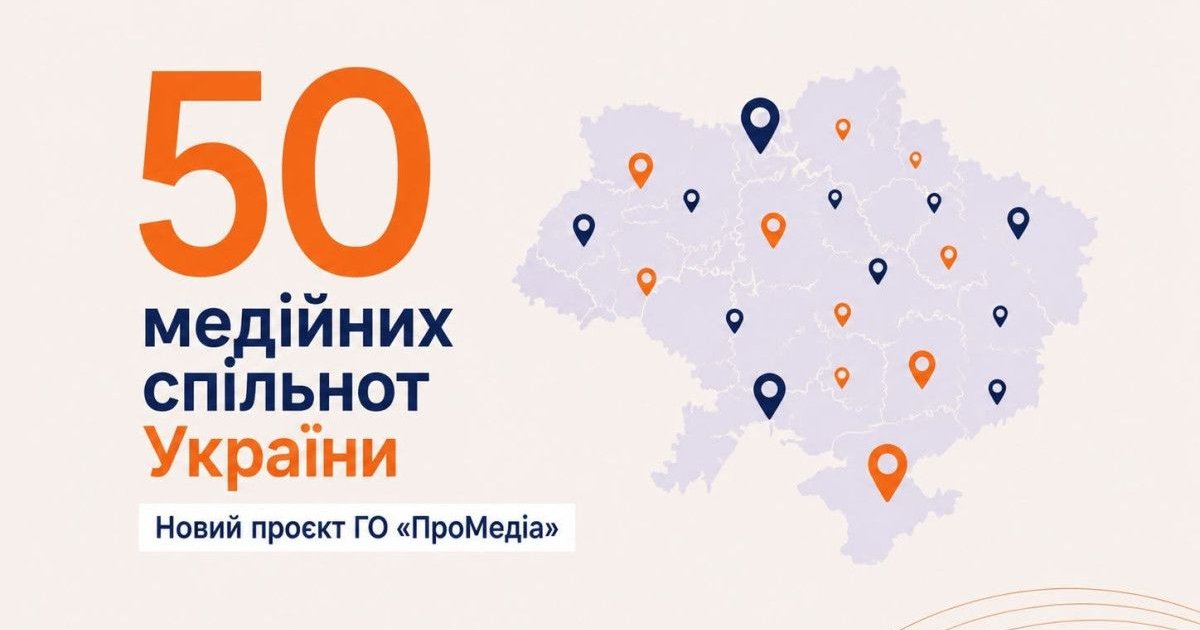 50
медійних
спільнот
України
Новий проєкт ГО «ПроМедіа»